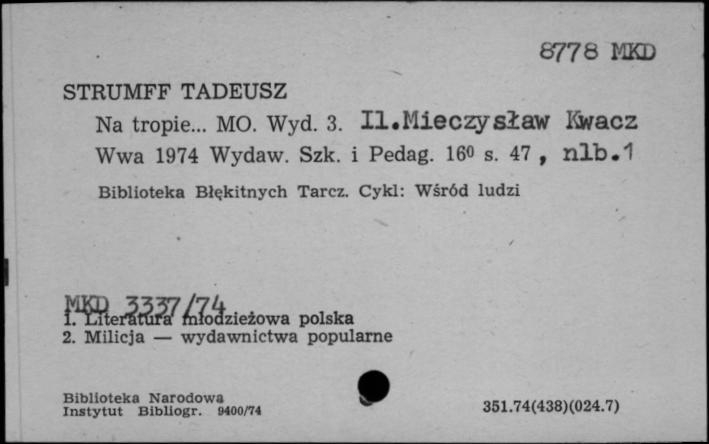 8778 MKD
STRUMFF TADEUSZ
Na tropie... MO. Wyd. 3. Il.Mieczysław Kwacz
Wwa 1974 Wydaw. Szk. i Pedag. 16⁰ s. 47, nlb.1
Biblioteka Błękitnych Tarcz. Cykl: Wśród ludzi
MKD 3337/74
1. Literatura młodzieżowa polska
2. Milicja — wydawnictwa popularne
Biblioteka Narodowa
Instytut Bibliogr. 9400/74
351.74(438)(024.7)